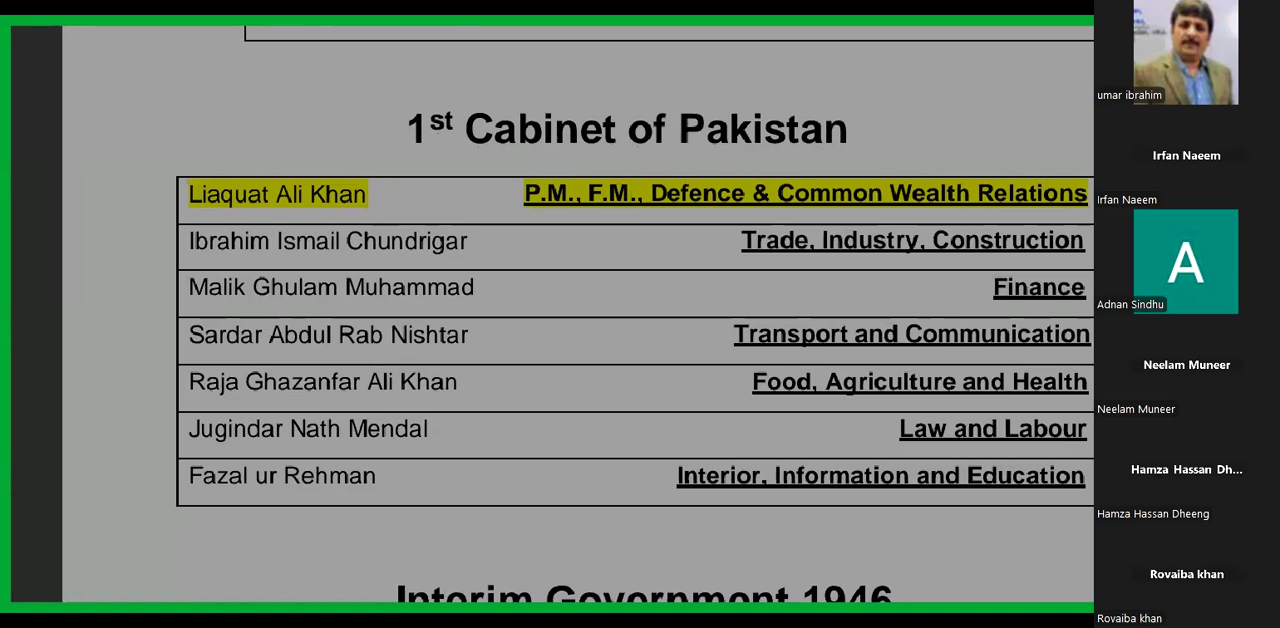 1st Cabinet of Pakistan
Liaquat Ali Khan P.M., F.M., Defence & Common Wealth Relations
Ibrahim Ismail Chundrigar Trade, Industry, Construction
Malik Ghulam Muhammad Finance
Sardar Abdul Rab Nishtar Transport and Communication
Raja Ghazanfar Ali Khan Food, Agriculture and Health
Jugindar Nath Mendal Law and Labour
Fazal ur Rehman Interior, Information and Education
Interim Government 1946
umar ibrahim
Irfan Naeem
Irfan Naeem
A
Adnan Sindhu
Neelam Muneer
Neelam Muneer
Hamza Hassan Dh...
Hamza Hassan Dheeng
Rovaiba khan
Rovaiba khan